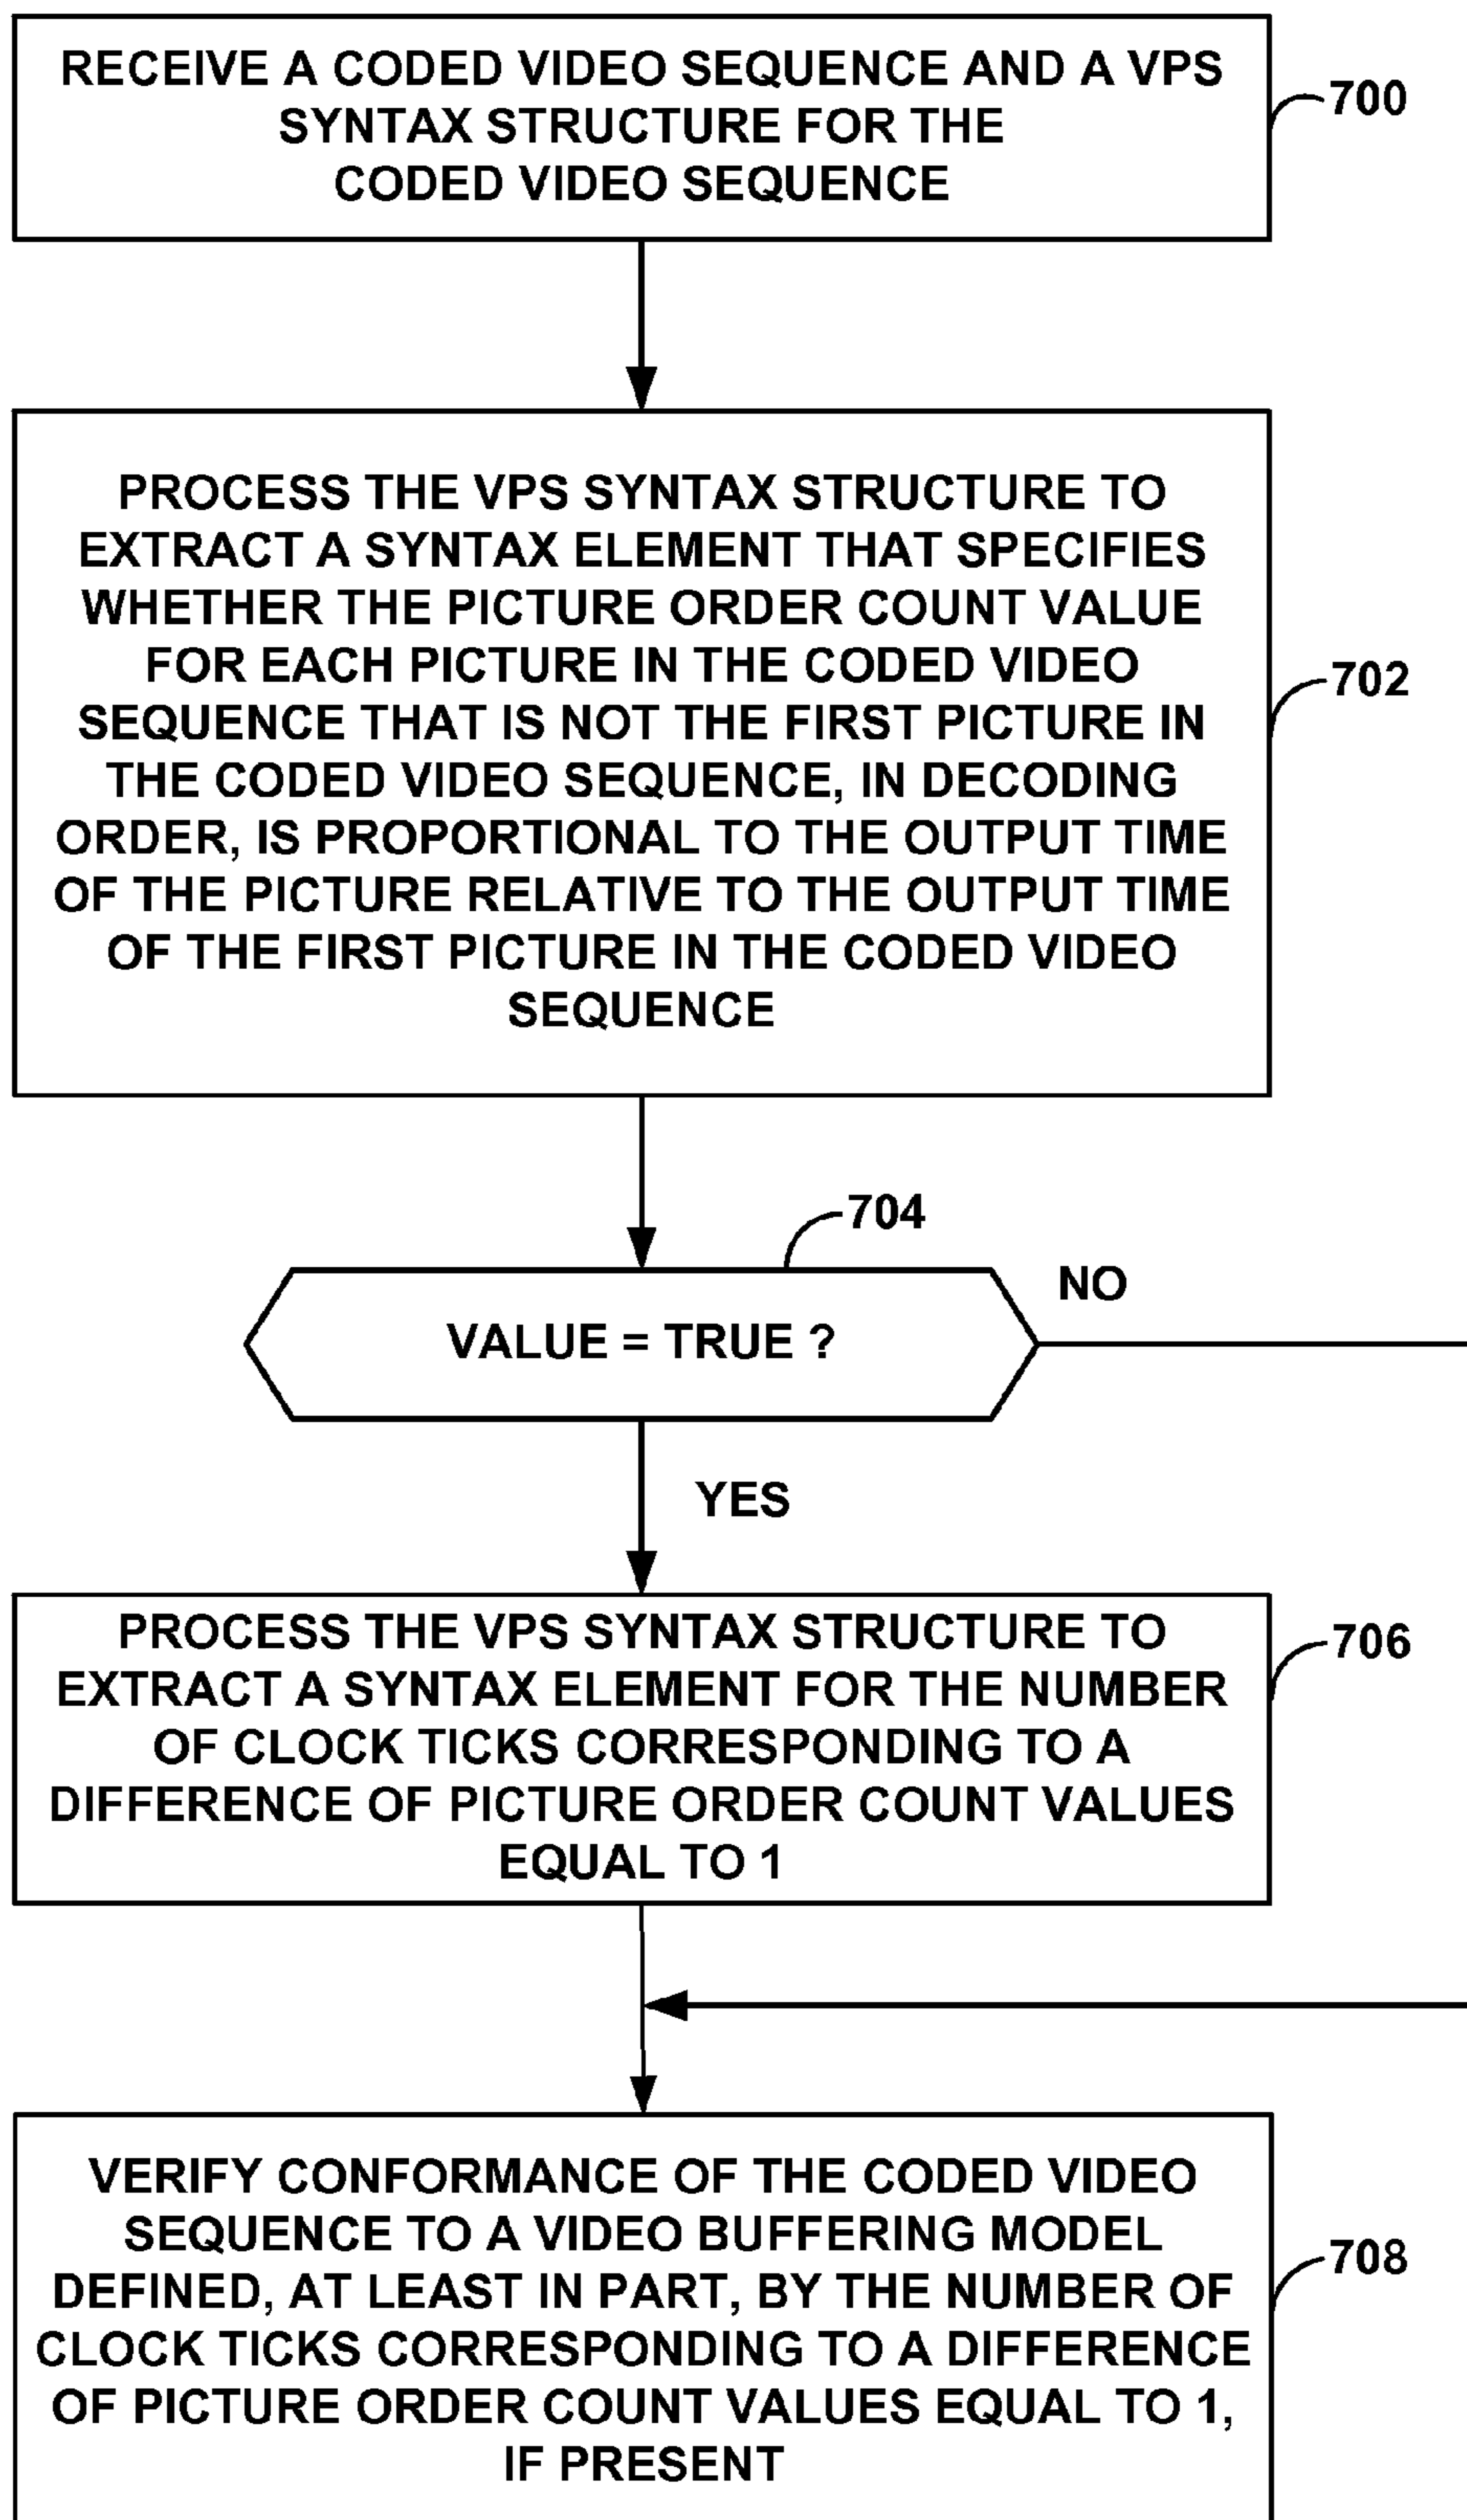 RECEIVE A CODED VIDEO SEQUENCE AND A VPS
SYNTAX STRUCTURE FOR THE
CODED VIDEO SEQUENCE
700
PROCESS THE VPS SYNTAX STRUCTURE TO
EXTRACT A SYNTAX ELEMENT THAT SPECIFIES
WHETHER THE PICTURE ORDER COUNT VALUE
FOR EACH PICTURE IN THE CODED VIDEO
SEQUENCE THAT IS NOT THE FIRST PICTURE IN
THE CODED VIDEO SEQUENCE, IN DECODING
ORDER, IS PROPORTIONAL TO THE OUTPUT TIME
OF THE PICTURE RELATIVE TO THE OUTPUT TIME
OF THE FIRST PICTURE IN THE CODED VIDEO
SEQUENCE
702
704
NO
VALUE = TRUE ?
YES
PROCESS THE VPS SYNTAX STRUCTURE TO
EXTRACT A SYNTAX ELEMENT FOR THE NUMBER
OF CLOCK TICKS CORRESPONDING TO A
DIFFERENCE OF PICTURE ORDER COUNT VALUES
EQUAL TO 1
706
VERIFY CONFORMANCE OF THE CODED VIDEO
SEQUENCE TO A VIDEO BUFFERING MODEL
DEFINED, AT LEAST IN PART, BY THE NUMBER OF
CLOCK TICKS CORRESPONDING TO A DIFFERENCE
OF PICTURE ORDER COUNT VALUES EQUAL TO 1,
IF PRESENT
708